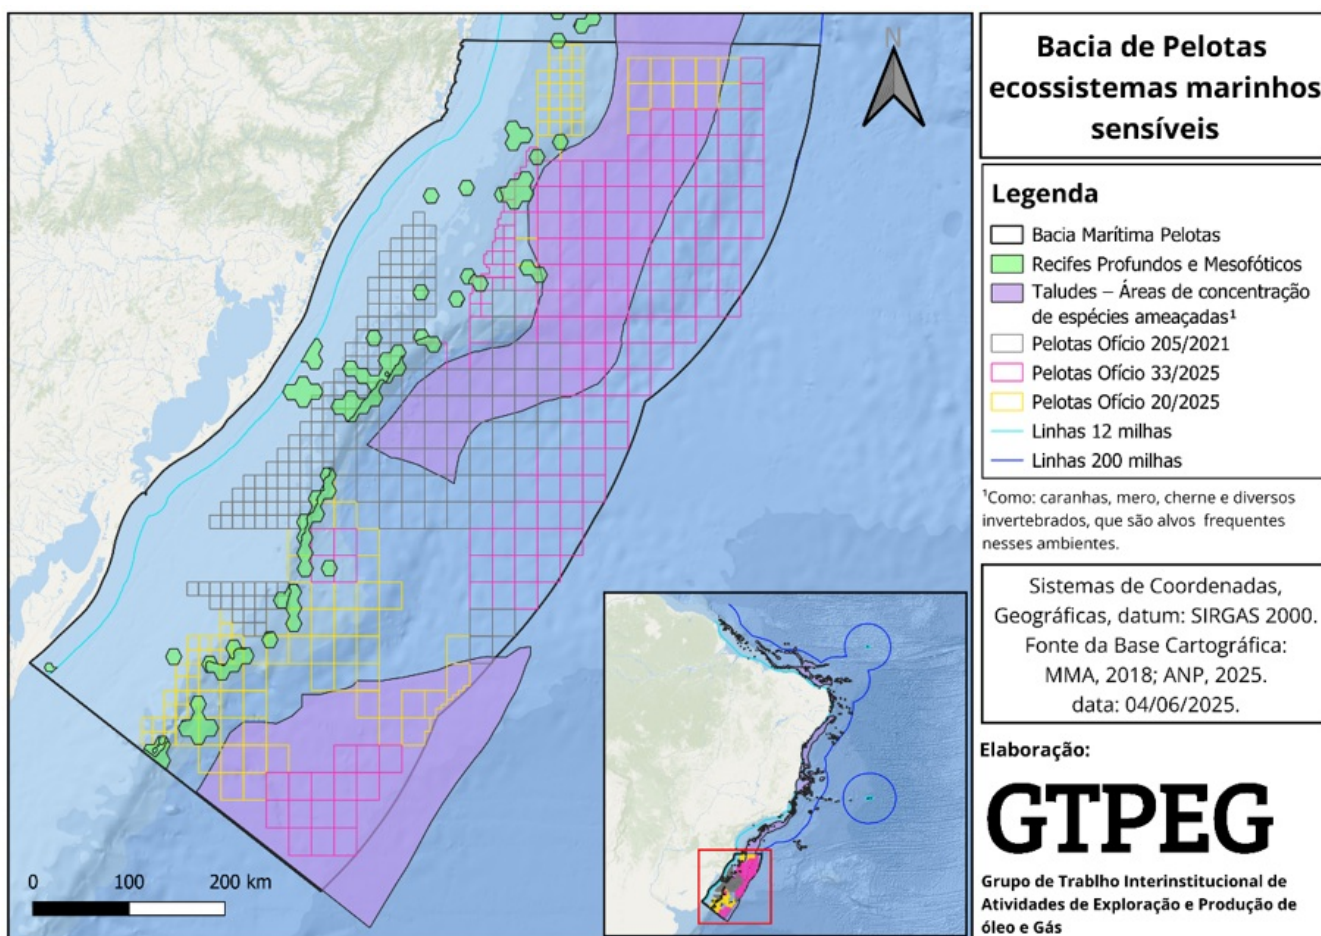 Bacia de Pelotas
ecossistemas marinhos
sensíveis
N
Legenda
Bacia Marítima Pelotas
Recifes Profundos e Mesofóticos
Taludes – Áreas de concentração
de espécies ameaçadas¹
Pelotas Ofício 205/2021
Pelotas Ofício 33/2025
Pelotas Ofício 20/2025
Linhas 12 milhas
Linhas 200 milhas
¹Como: caranhas, mero, cherne e diversos
invertebrados, que são alvos frequentes
nesses ambientes.
Sistemas de Coordenadas,
Geográficas, datum: SIRGAS 2000.
Fonte da Base Cartográfica:
MMA, 2018; ANP, 2025.
data: 04/06/2025.
Elaboração:
GTPEG
Grupo de Trablho Interinstitucional de
Atividades de Exploração e Produção de
óleo e Gás
0 100 200 km